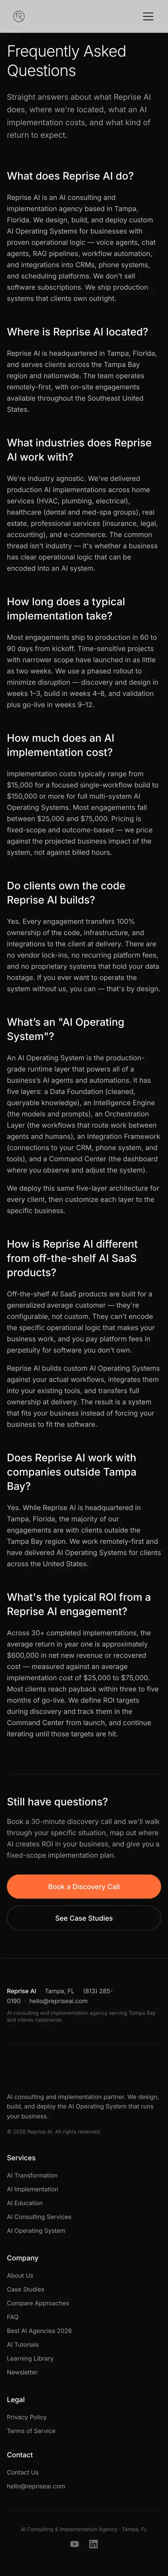 Frequently Asked
Questions
Straight answers about what Reprise AI
does, where we're located, what an AI
implementation costs, and what kind of
return to expect.
What does Reprise AI do?
Reprise AI is an AI consulting and
implementation agency based in Tampa,
Florida. We design, build, and deploy custom
AI Operating Systems for businesses with
proven operational logic — voice agents, chat
agents, RAG pipelines, workflow automation,
and integrations into CRMs, phone systems,
and scheduling platforms. We don't sell
software subscriptions. We ship production
systems that clients own outright.
Where is Reprise AI located?
Reprise AI is headquartered in Tampa, Florida,
and serves clients across the Tampa Bay
region and nationwide. The team operates
remotely-first, with on-site engagements
available throughout the Southeast United
States.
What industries does Reprise
AI work with?
We're industry agnostic. We've delivered
production AI implementations across home
services (HVAC, plumbing, electrical),
healthcare (dental and med-spa groups), real
estate, professional services (insurance, legal,
accounting), and e-commerce. The common
thread isn't industry — it's whether a business
has clear operational logic that can be
encoded into an AI system.
How long does a typical
implementation take?
Most engagements ship to production in 60 to
90 days from kickoff. Time-sensitive projects
with narrower scope have launched in as little
as two weeks. We use a phased rollout to
minimize disruption — discovery and design in
weeks 1–3, build in weeks 4–8, and validation
plus go-live in weeks 9–12.
How much does an AI
implementation cost?
Implementation costs typically range from
$15,000 for a focused single-workflow build to
$150,000 or more for full multi-system AI
Operating Systems. Most engagements fall
between $25,000 and $75,000. Pricing is
fixed-scope and outcome-based — we price
against the projected business impact of the
system, not against billed hours.
Do clients own the code
Reprise AI builds?
Yes. Every engagement transfers 100%
ownership of the code, infrastructure, and
integrations to the client at delivery. There are
no vendor lock-ins, no recurring platform fees,
and no proprietary systems that hold your data
hostage. If you ever want to operate the
system without us, you can — that's by design.
What's an "AI Operating
System"?
An AI Operating System is the production-
grade runtime layer that powers all of a
business's AI agents and automations. It has
five layers: a Data Foundation (cleaned,
queryable knowledge), an Intelligence Engine
(the models and prompts), an Orchestration
Layer (the workflows that route work between
agents and humans), an Integration Framework
(connections to your CRM, phone system, and
tools), and a Command Center (the dashboard
where you observe and adjust the system).
We deploy this same five-layer architecture for
every client, then customize each layer to the
specific business.
How is Reprise AI different
from off-the-shelf AI SaaS
products?
Off-the-shelf AI SaaS products are built for a
generalized average customer — they're
configurable, not custom. They can't encode
the specific operational logic that makes your
business work, and you pay platform fees in
perpetuity for software you don't own.
Reprise AI builds custom AI Operating Systems
against your actual workflows, integrates them
into your existing tools, and transfers full
ownership at delivery. The result is a system
that fits your business instead of forcing your
business to fit the software.
Does Reprise AI work with
companies outside Tampa
Bay?
Yes. While Reprise AI is headquartered in
Tampa, Florida, the majority of our
engagements are with clients outside the
Tampa Bay region. We work remotely-first and
have delivered AI Operating Systems for clients
across the United States.
What's the typical ROI from a
Reprise AI engagement?
Across 30+ completed implementations, the
average return in year one is approximately
$600,000 in net new revenue or recovered
cost — measured against an average
implementation cost of $25,000 to $75,000.
Most clients reach payback within three to five
months of go-live. We define ROI targets
during discovery and track them in the
Command Center from launch, and continue
iterating until those targets are hit.
Still have questions?
Book a 30-minute discovery call and we'll walk
through your specific situation, map out where
AI creates ROI in your business, and give you a
fixed-scope implementation plan.
Book a Discovery Call
See Case Studies
Reprise AI · Tampa, FL · (813) 285-
0190 · hello@repriseai.com
AI consulting and implementation agency serving Tampa Bay
and clients nationwide.
AI consulting and implementation partner. We design,
build, and deploy the AI Operating System that runs
your business.
© 2026 Reprise AI. All rights reserved.
Services
AI Transformation
AI Implementation
AI Education
AI Consulting Services
AI Operating System
Company
About Us
Case Studies
Compare Approaches
FAQ
Best AI Agencies 2026
AI Tutorials
Learning Library
Newsletter
Legal
Privacy Policy
Terms of Service
Contact
Contact Us
hello@repriseai.com
AI Consulting & Implementation Agency · Tampa, FL